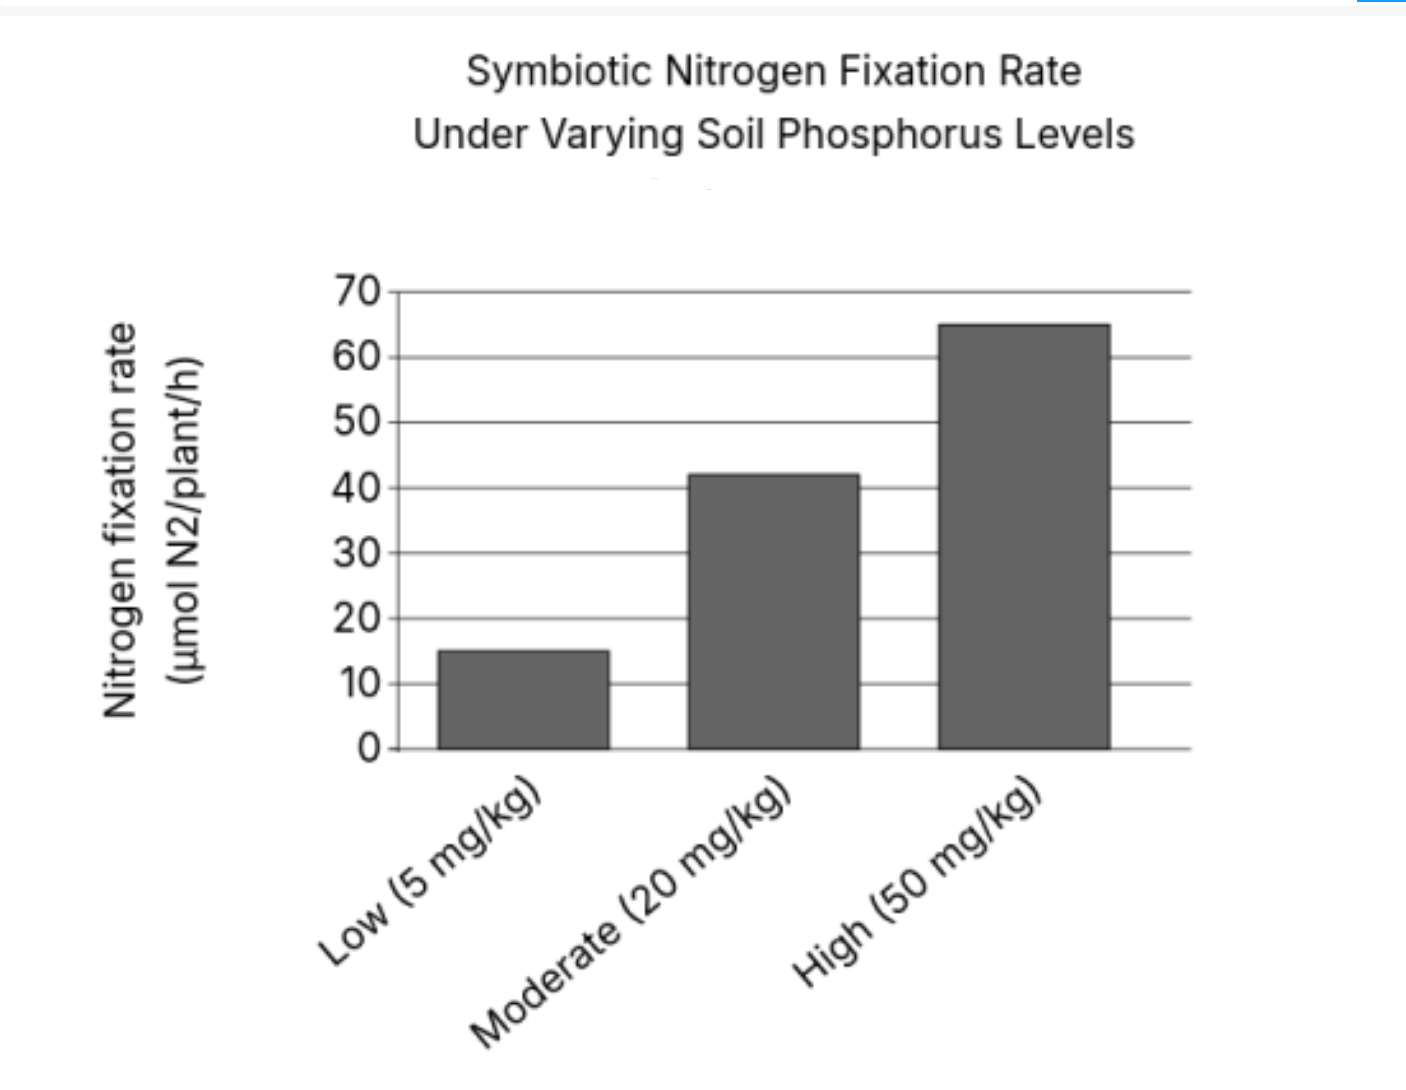 Symbiotic Nitrogen Fixation Rate
Under Varying Soil Phosphorus Levels
Nitrogen fixation rate
(µmol N2/plant/h)
70
60
50
40
30
20
10
0
Low (5 mg/kg)
Moderate (20 mg/kg)
High (50 mg/kg)